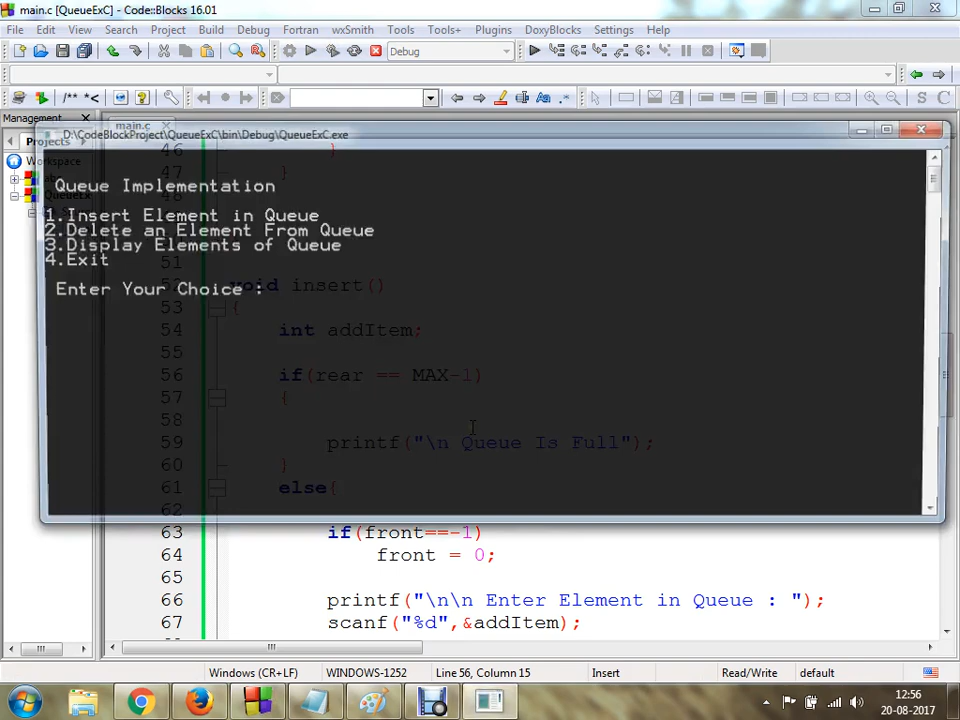 main.c [QueueExC] - Code::Blocks 16.01
File Edit View Search Project Build Debug Fortran wxSmith Tools Tools+ Plugins DoxyBlocks Settings Help
Debug
/** *<
S C
Management
main.c
D:\CodeBlockProject\QueueExC\bin\Debug\QueueExC.exe
Projects
46 }
47 }
Workspace
Queue Implementation
1.Insert Element in Queue
2.Delete an Element From Queue
3.Display Elements of Queue
4.Exit
51
Enter Your Choice :
52 void insert()
53 {
54 int addItem;
55
56 if(rear == MAX-1)
57 {
58
59 printf("\n Queue Is Full");
60 }
61 else{
62
63 if(front==-1)
64 front = 0;
65
66 printf("\n\n Enter Element in Queue : ");
67 scanf("%d",&addItem);
Windows (CR+LF) WINDOWS-1252 Line 56, Column 15 Insert Read/Write default
12:56
20-08-2017